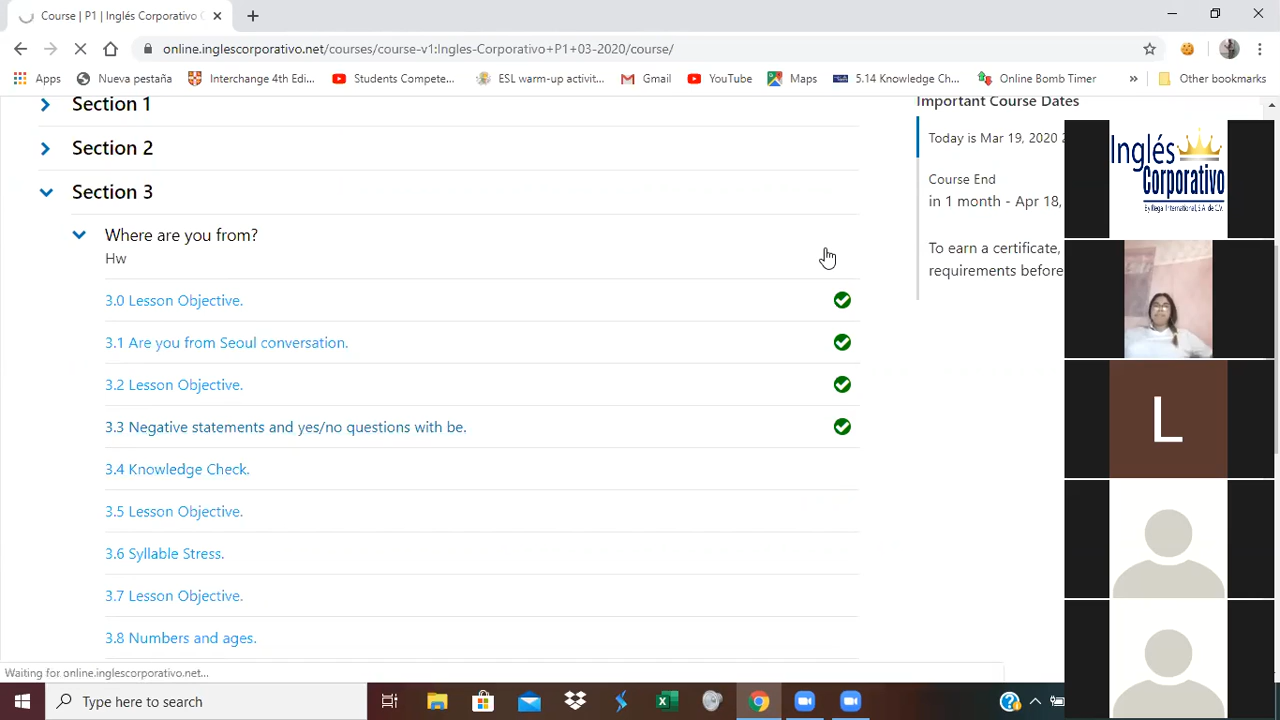 Course | P1 | Inglés Corporativo
online.inglescorporativo.net/courses/course-v1:Ingles-Corporativo+P1+03-2020/course/
Apps
Nueva pestaña
Interchange 4th Edi...
Students Compete...
ESL warm-up activit...
Gmail
YouTube
Maps
5.14 Knowledge Ch...
Online Bomb Timer
»
Other bookmarks
Section 1
Section 2
Section 3
Where are you from?
Hw
3.0 Lesson Objective.
3.1 Are you from Seoul conversation.
3.2 Lesson Objective.
3.3 Negative statements and yes/no questions with be.
3.4 Knowledge Check.
3.5 Lesson Objective.
3.6 Syllable Stress.
3.7 Lesson Objective.
3.8 Numbers and ages.
Important Course Dates
Today is Mar 19, 2020
Course End
in 1 month - Apr 18,
To earn a certificate,
requirements before
Inglés
Corporativo
L
Waiting for online.inglescorporativo.net...
Type here to search